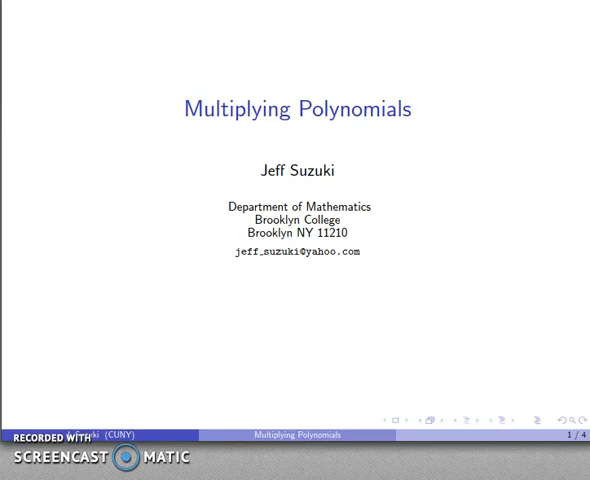 Multiplying Polynomials
Jeff Suzuki
Department of Mathematics
Brooklyn College
Brooklyn NY 11210
jeff_suzuki@yahoo.com
(CUNY) Multiplying Polynomials 1 / 4
RECORDED WITH
SCREENCAST MATIC